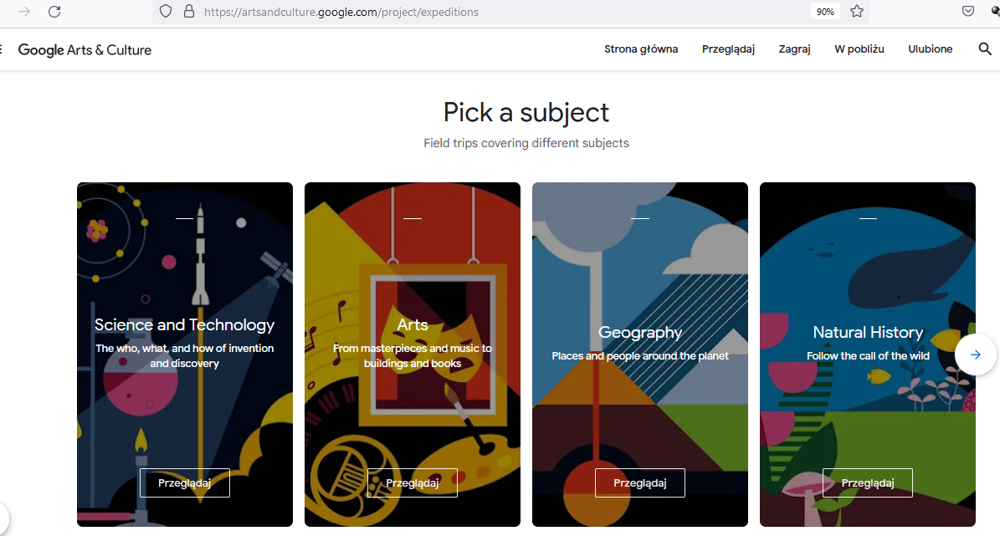 https://artsandculture.google.com/project/expeditions
90%
Google Arts & Culture
Strona główna
Przeglądaj
Zagraj
W pobliżu
Ulubione
Pick a subject
Field trips covering different subjects
Science and Technology
The who, what, and how of invention
and discovery
Przeglądaj
Arts
From masterpieces and music to
buildings and books
Przeglądaj
Geography
Places and people around the planet
Przeglądaj
Natural History
Follow the call of the wild
Przeglądaj